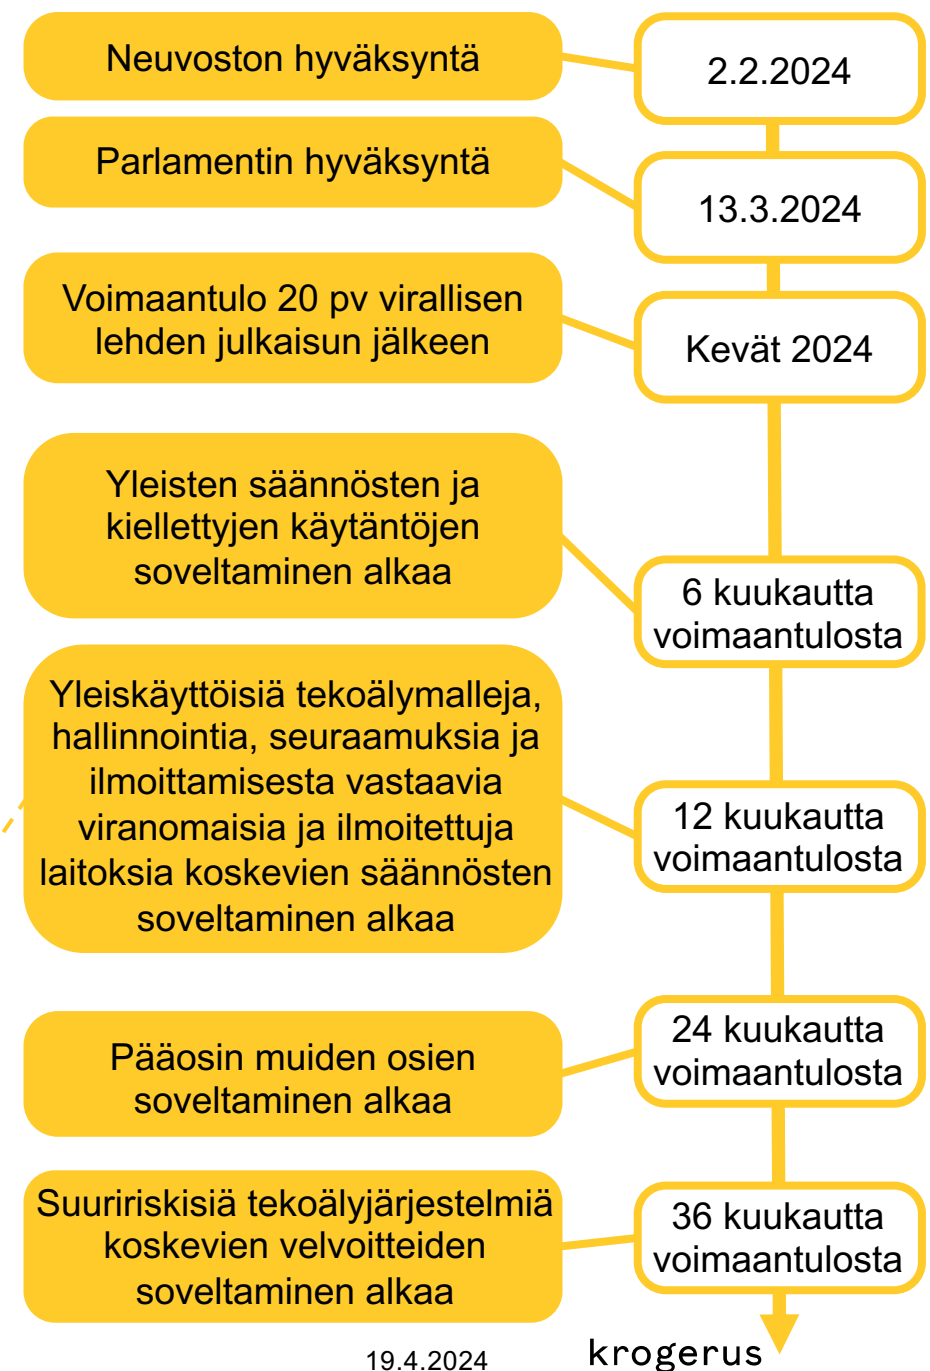 Neuvoston hyväksyntä
2.2.2024
Parlamentin hyväksyntä
13.3.2024
Voimaantulo 20 pv virallisen
lehden julkaisun jälkeen
Kevät 2024
Yleisten säännösten ja
kiellettyjen käytäntöjen
soveltaminen alkaa
6 kuukautta
voimaantulosta
Yleiskäyttöisiä tekoälymalleja,
hallinnointia, seuraamuksia ja
ilmoittamisesta vastaavia
viranomaisia ja ilmoitettuja
laitoksia koskevien säännösten
soveltaminen alkaa
12 kuukautta
voimaantulosta
Pääosin muiden osien
soveltaminen alkaa
24 kuukautta
voimaantulosta
Suuririskisiä tekoälyjärjestelmiä
koskevien velvoitteiden
soveltaminen alkaa
36 kuukautta
voimaantulosta
19.4.2024
krogerus